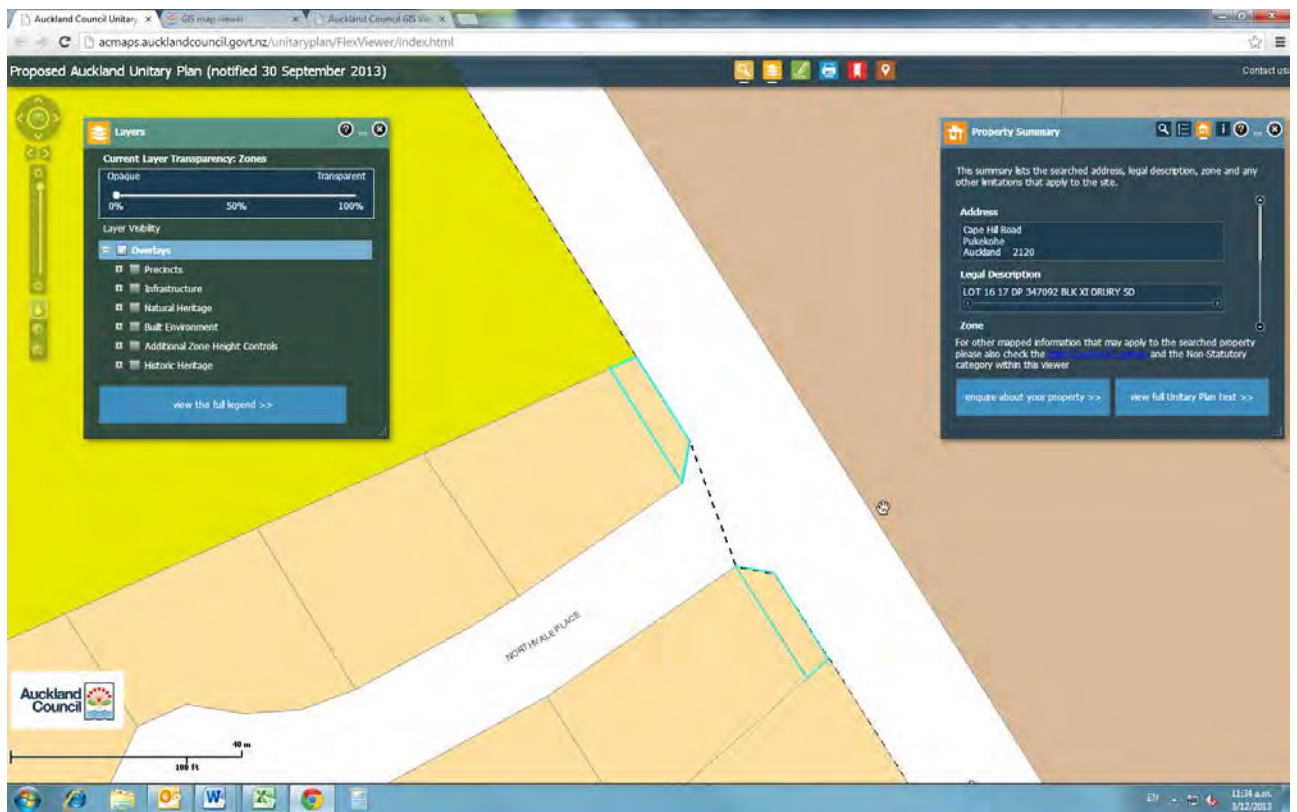 Auckland Council Unitary
GIS map viewer
Auckland Council GIS Vie
acmaps.aucklandcouncil.govt.nz/unitaryplan/FlexViewer/index.html
Proposed Auckland Unitary Plan (notified 30 September 2013)
Contact us
Layers
Current Layer Transparency: Zones
Opaque Transparent
0% 50% 100%
Layer Visibility
Overlays
Precincts
Infrastructure
Natural Heritage
Built Environment
Additional Zone Height Controls
Historic Heritage
view the full legend >>
Property Summary
This summary lists the searched address, legal description, zone and any
other limitations that apply to the site.
Address
Cape Hill Road
Pukekohe
Auckland 2120
Legal Description
LOT 16 17 DP 347092 BLK XI DRURY SD
Zone
For other mapped information that may apply to the searched property
please also check the
and the Non-Statutory
category within this viewer
enquire about your property >>
view full Unitary Plan text >>
NORTHVALE PLACE
Auckland
Council
40 m
100 ft
EN
11:34 a.m.
3/12/2013